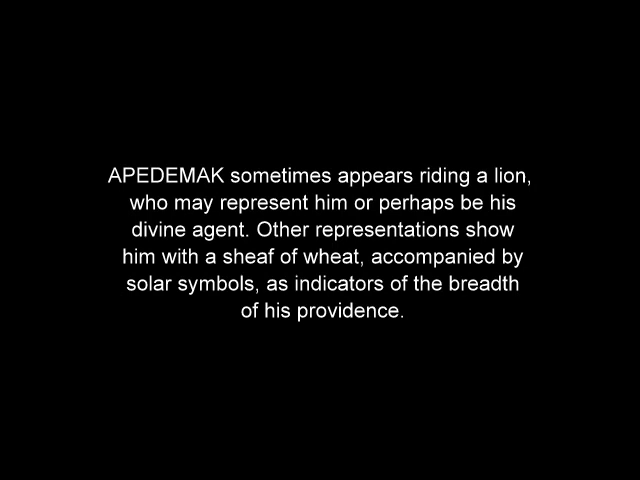 APEDEMAK sometimes appears riding a lion,
who may represent him or perhaps be his
divine agent. Other representations show
him with a sheaf of wheat, accompanied by
solar symbols, as indicators of the breadth
of his providence.